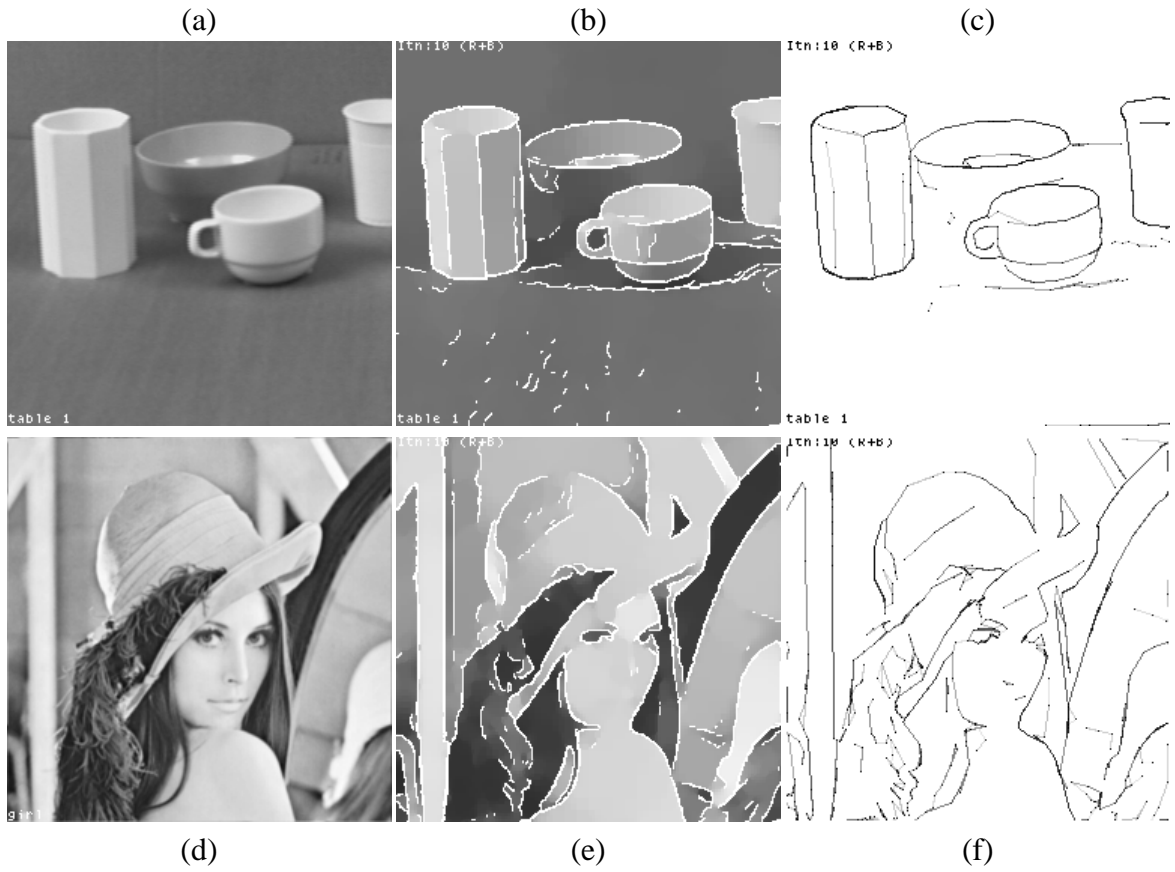 (a) (b) (c)
Itn:10 (R+B) Itn:10 (R+B)
table 1 table 1 table 1
Itn:10 (R+B) Itn:10 (R+B)
girl
(d) (e) (f)